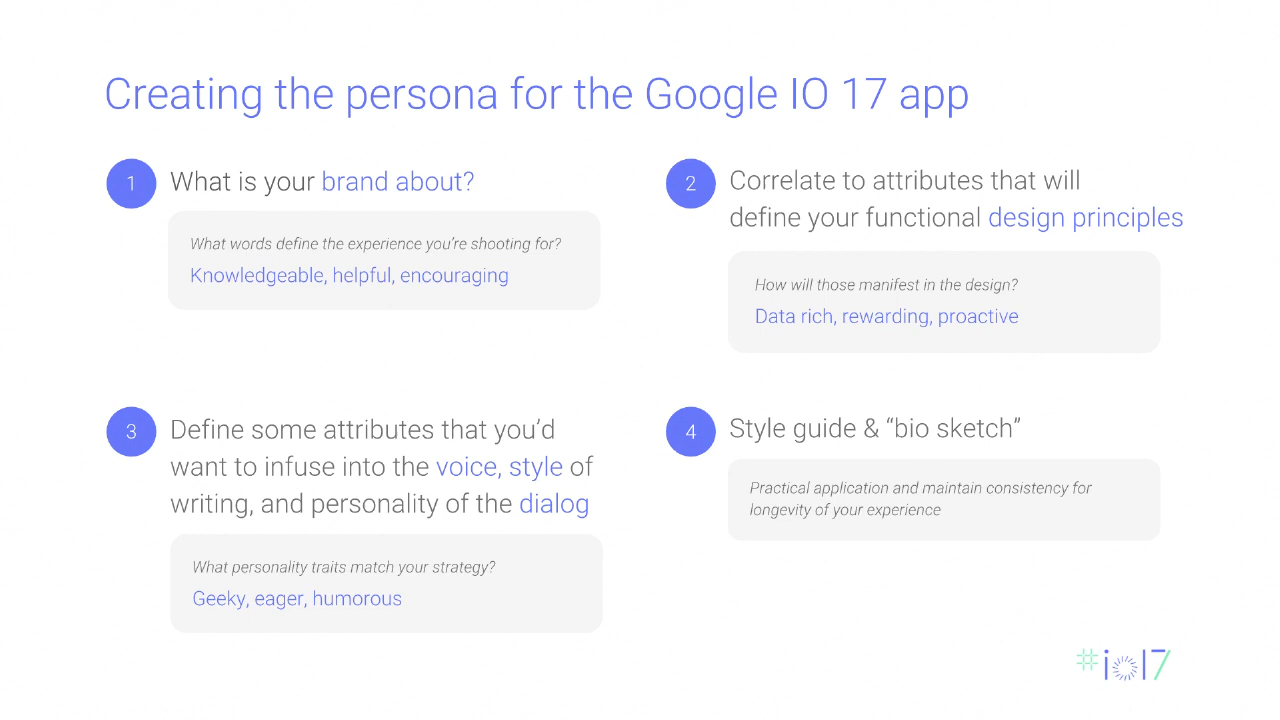 Creating the persona for the Google IO 17 app
1
What is your brand about?
What words define the experience you're shooting for?
Knowledgeable, helpful, encouraging
2
Correlate to attributes that will
define your functional design principles
How will those manifest in the design?
Data rich, rewarding, proactive
3
Define some attributes that you'd
want to infuse into the voice, style of
writing, and personality of the dialog
What personality traits match your strategy?
Geeky, eager, humorous
4
Style guide & “bio sketch”
Practical application and maintain consistency for
longevity of your experience
#io17